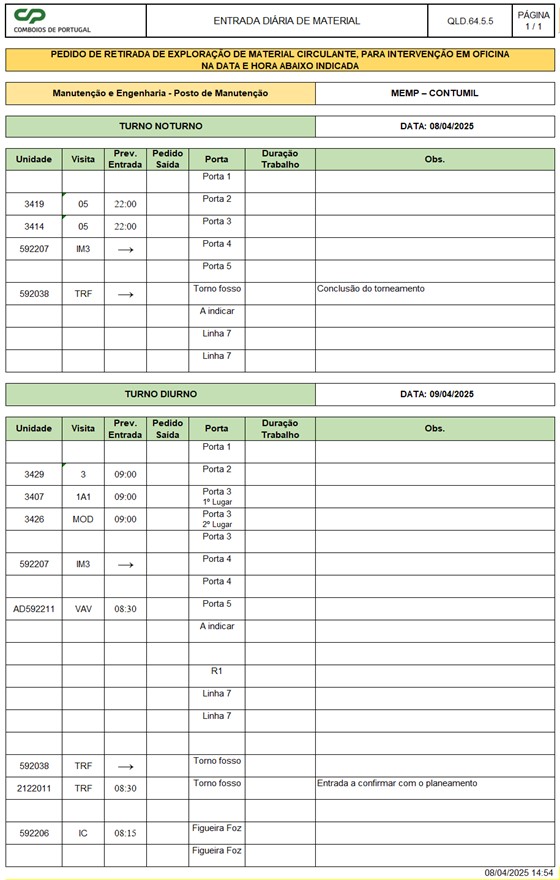 CP
COMBOIOS DE PORTUGAL
ENTRADA DIÁRIA DE MATERIAL
QLD.64.5.5
PÁGINA
1 / 1
PEDIDO DE RETIRADA DE EXPLORAÇÃO DE MATERIAL CIRCULANTE, PARA INTERVENÇÃO EM OFICINA
NA DATA E HORA ABAIXO INDICADA
Manutenção e Engenharia - Posto de Manutenção MEMP – CONTUMIL
TURNO NOTURNO DATA: 08/04/2025
Unidade Visita Prev. Entrada Pedido Saída Porta Duração Trabalho Obs.
Porta 1
3419 05 22:00 Porta 2
3414 05 22:00 Porta 3
592207 IM3 → Porta 4
Porta 5
592038 TRF → Torno fosso Conclusão do torneamento
A indicar
Linha 7
Linha 7
TURNO DIURNO DATA: 09/04/2025
Unidade Visita Prev. Entrada Pedido Saída Porta Duração Trabalho Obs.
Porta 1
3429 3 09:00 Porta 2
3407 1A1 09:00 Porta 3 1º Lugar
3426 MOD 09:00 Porta 3 2º Lugar
Porta 3
592207 IM3 → Porta 4
Porta 4
AD592211 VAV 08:30 Porta 5
A indicar
R1
Linha 7
Linha 7
592038 TRF → Torno fosso
2122011 TRF 08:30 Torno fosso Entrada a confirmar com o planeamento
592206 IC 08:15 Figueira Foz
Figueira Foz
08/04/2025 14:54